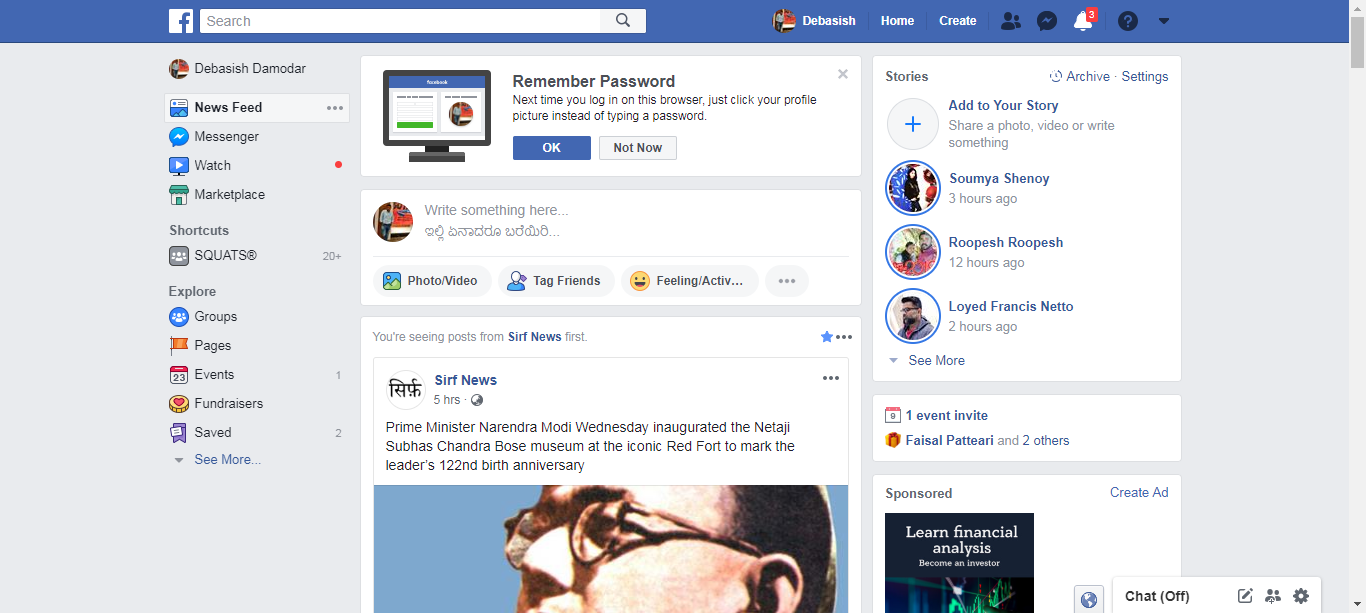 Search
Debasish
Home
Create
3
Debasish Damodar
News Feed
Messenger
Watch
Marketplace
Shortcuts
SQUATS®
20+
Explore
Groups
Pages
23
Events
1
Fundraisers
Saved
2
See More...
facebook
Remember Password
Next time you log in on this browser, just click your profile
picture instead of typing a password.
OK
Not Now
Write something here...
ಇಲ್ಲಿ ಏನಾದರೂ ಬರೆಯಿರಿ...
Photo/Video
Tag Friends
Feeling/Activ...
You're seeing posts from Sirf News first.
सिर्फ़
Sirf News
5 hrs ·
Prime Minister Narendra Modi Wednesday inaugurated the Netaji
Subhas Chandra Bose museum at the iconic Red Fort to mark the
leader’s 122nd birth anniversary
Stories
Archive · Settings
Add to Your Story
Share a photo, video or write
something
Soumya Shenoy
3 hours ago
Roopesh Roopesh
12 hours ago
Loyed Francis Netto
2 hours ago
See More
9
1 event invite
Faisal Patteari and 2 others
Sponsored
Create Ad
Learn financial
analysis
Become an investor
Chat (Off)